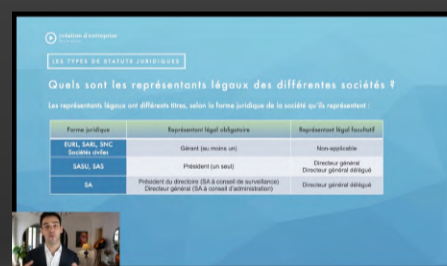 création d'entreprise
LES TYPES DE STATUTS JURIDIQUES
Quels sont les représentants légaux des différentes sociétés ?
Les représentants légaux ont différents titres, selon la forme juridique de la société qu'ils représentent :
Forme juridique Représentant légal obligatoire Représentant légal facultatif
EURL, SARL, SNC
Sociétés civiles
Gérant (au moins un)
Non-applicable
SASU, SAS
Président (un seul)
Directeur général
Directeur général délégué
SA
Président du directoire (SA à conseil de surveillance)
Directeur général (SA à conseil d'administration)
Directeur général délégué